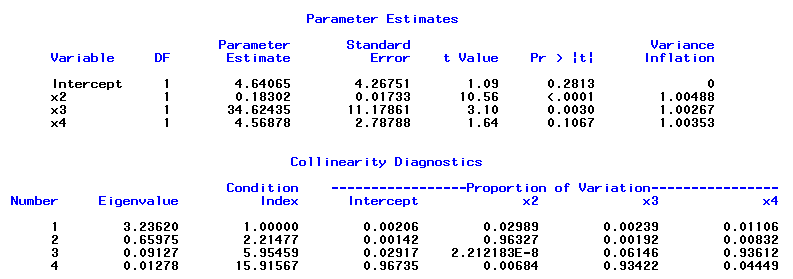 Parameter Estimates
Parameter Standard Variance
Variable DF Estimate Error t Value Pr > |t| Inflation
Intercept 1 4.64065 4.26751 1.09 0.2813 0
x2 1 0.18302 0.01733 10.56 <.0001 1.00488
x3 1 34.62435 11.17861 3.10 0.0030 1.00267
x4 1 4.56878 2.78788 1.64 0.1067 1.00353
Collinearity Diagnostics
Condition ----------------Proportion of Variation----------------
Number Eigenvalue Index Intercept x2 x3 x4
1 3.23620 1.00000 0.00206 0.02989 0.00239 0.01106
2 0.65975 2.21477 0.00142 0.96327 0.00192 0.00832
3 0.09127 5.95459 0.02917 2.212183E-8 0.06146 0.93612
4 0.01278 15.91567 0.96735 0.00684 0.93422 0.04449